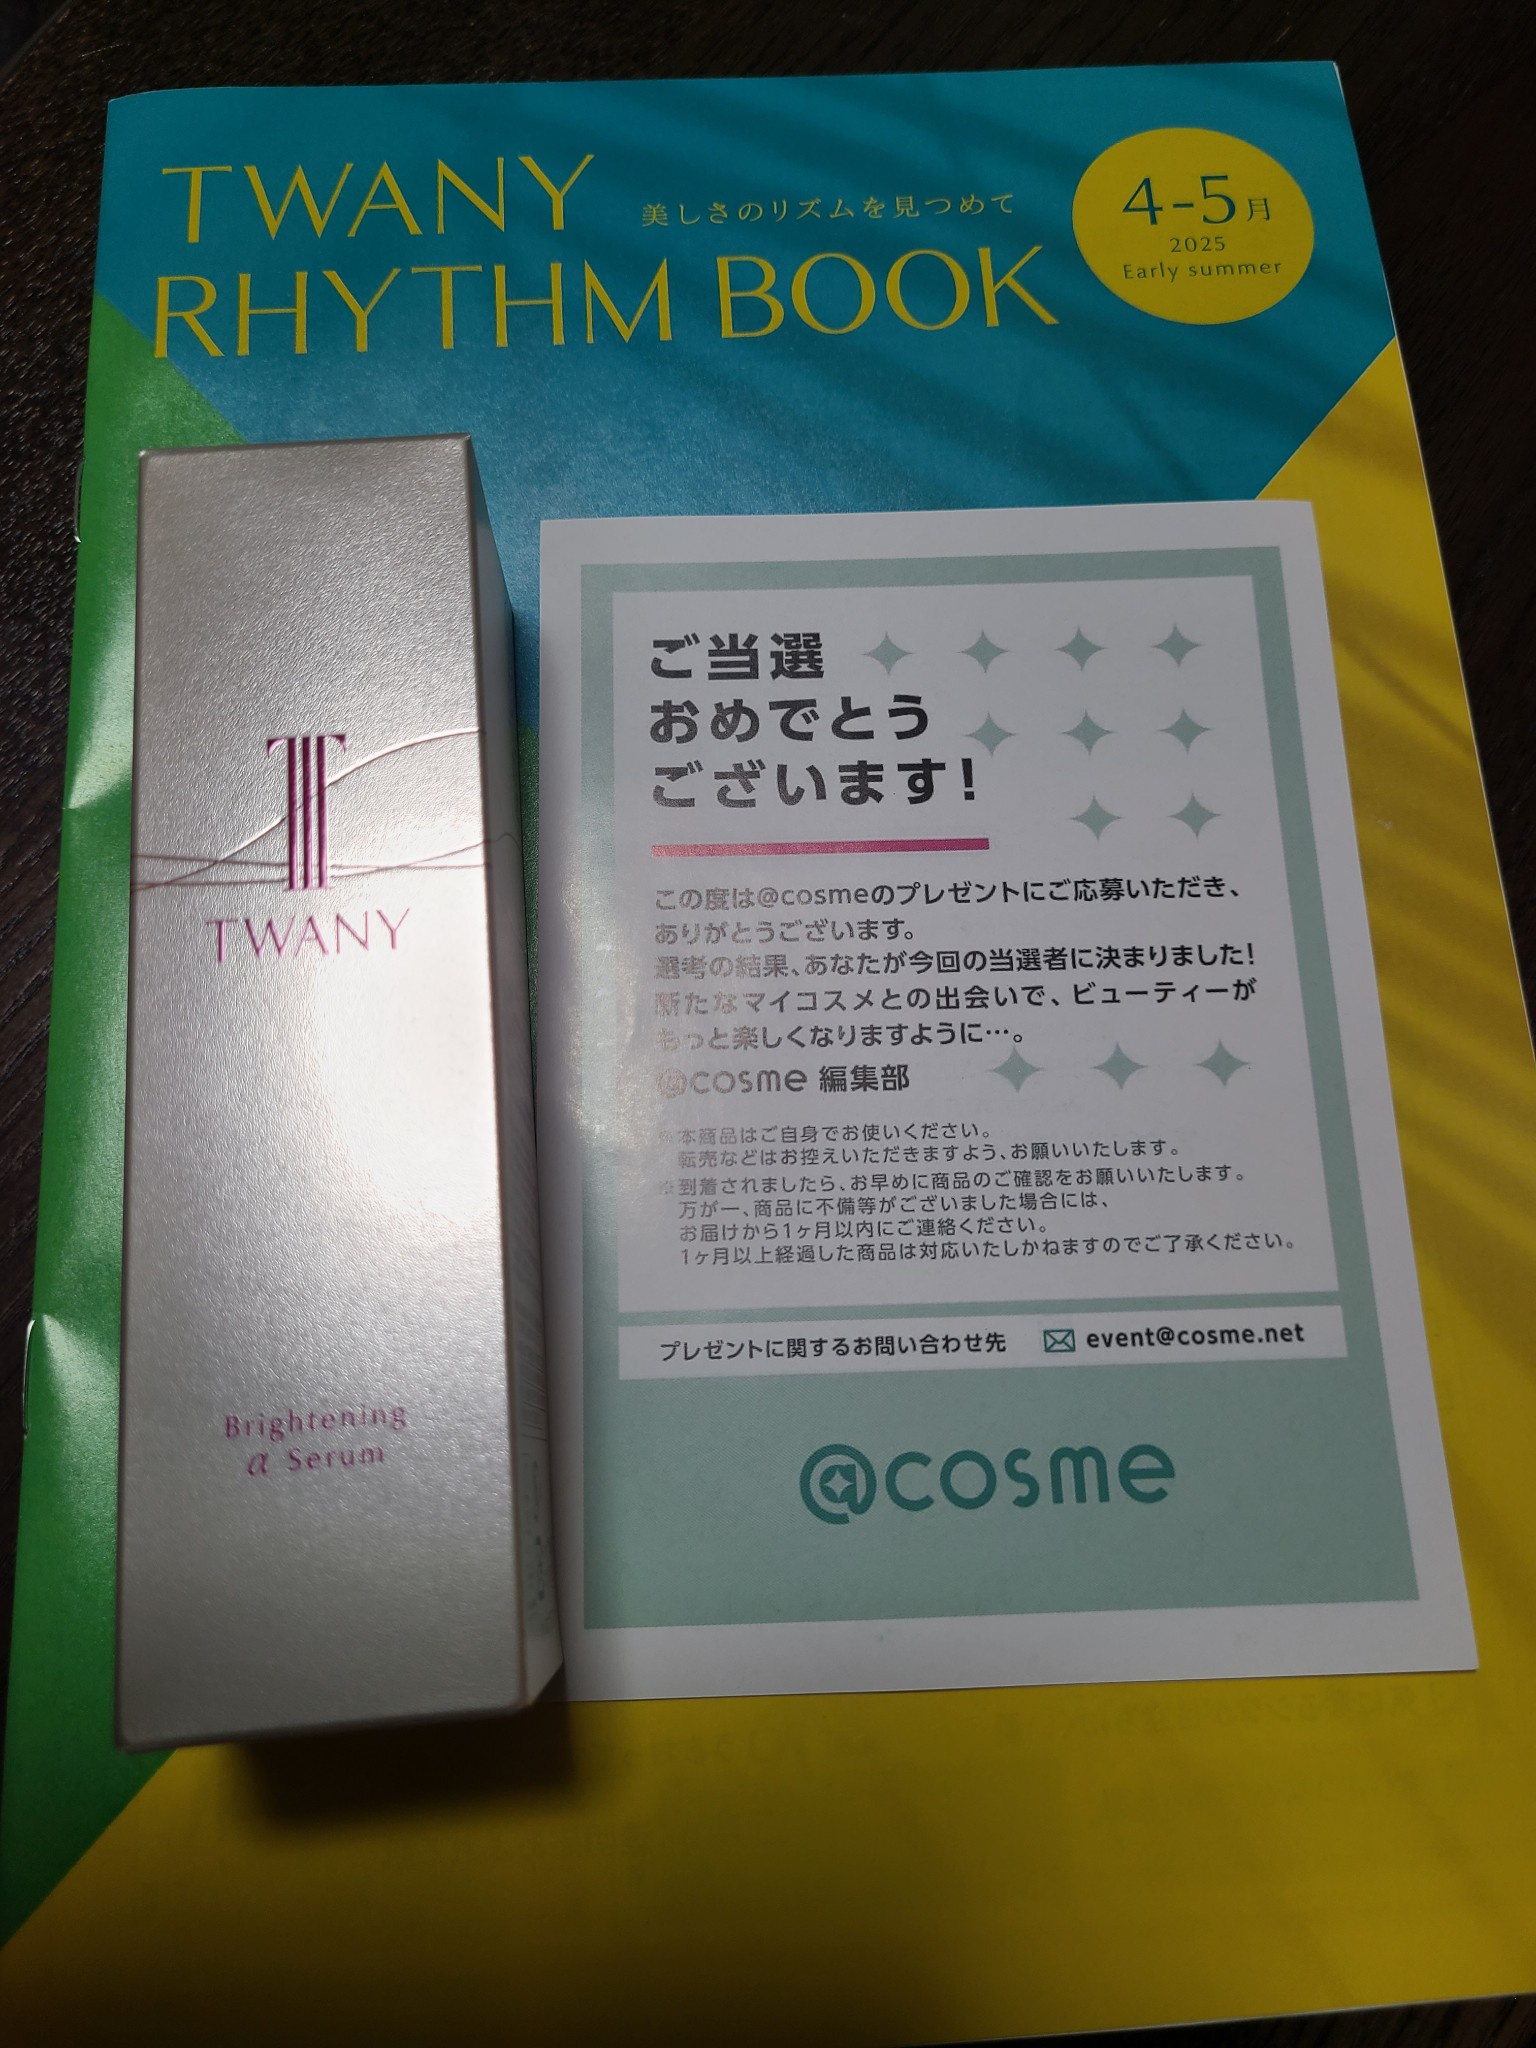 TWANY
美しさのリズムを見つめて
RHYTHM BOOK
4-5月
2025
Early summer
T
TWANY
Brightening
α Serum
ご当選
おめでとう
ございます!
この度は@cosmeのプレゼントにご応募いただき、
ありがとうございます。
選考の結果、あなたが今回の当選者に決まりました!
新たなマイコスメとの出会いで、ビューティーが
もっと楽しくなりますように…。
@cosme 編集部
※本商品はご自身でお使いください。
転売などはお控えいただきますよう、お願いいたします。
※到着されましたら、お早めに商品のご確認をお願いいたします。
万が一、商品に不備等がございました場合には、
お届けから1ヶ月以内にご連絡ください。
1ヶ月以上経過した商品は対応いたしかねますのでご了承ください。
プレゼントに関するお問い合わせ先
event@cosme.net
@cosme